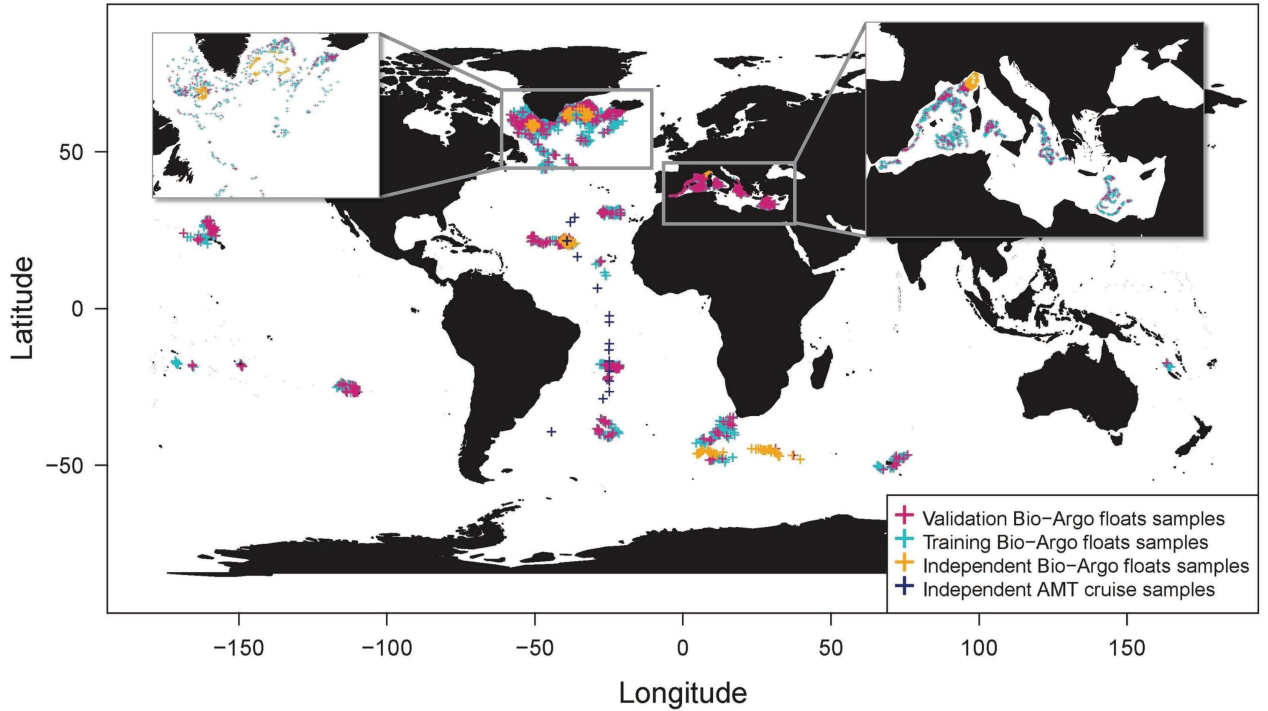 50
0
−50
Latitude
Validation Bio−Argo floats samples
Training Bio−Argo floats samples
Independent Bio−Argo floats samples
Independent AMT cruise samples
−150 −100 −50 0 50 100 150
Longitude